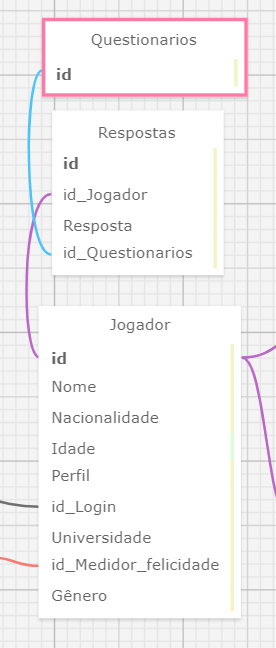 Questionarios
id
Respostas
id
id_Jogador
Resposta
id_Questionarios
Jogador
id
Nome
Nacionalidade
Idade
Perfil
id_Login
Universidade
id_Medidor_felicidade
Gênero